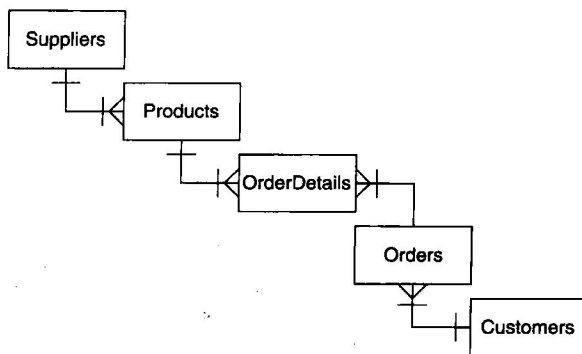 Suppliers
Products
OrderDetails
Orders
Customers